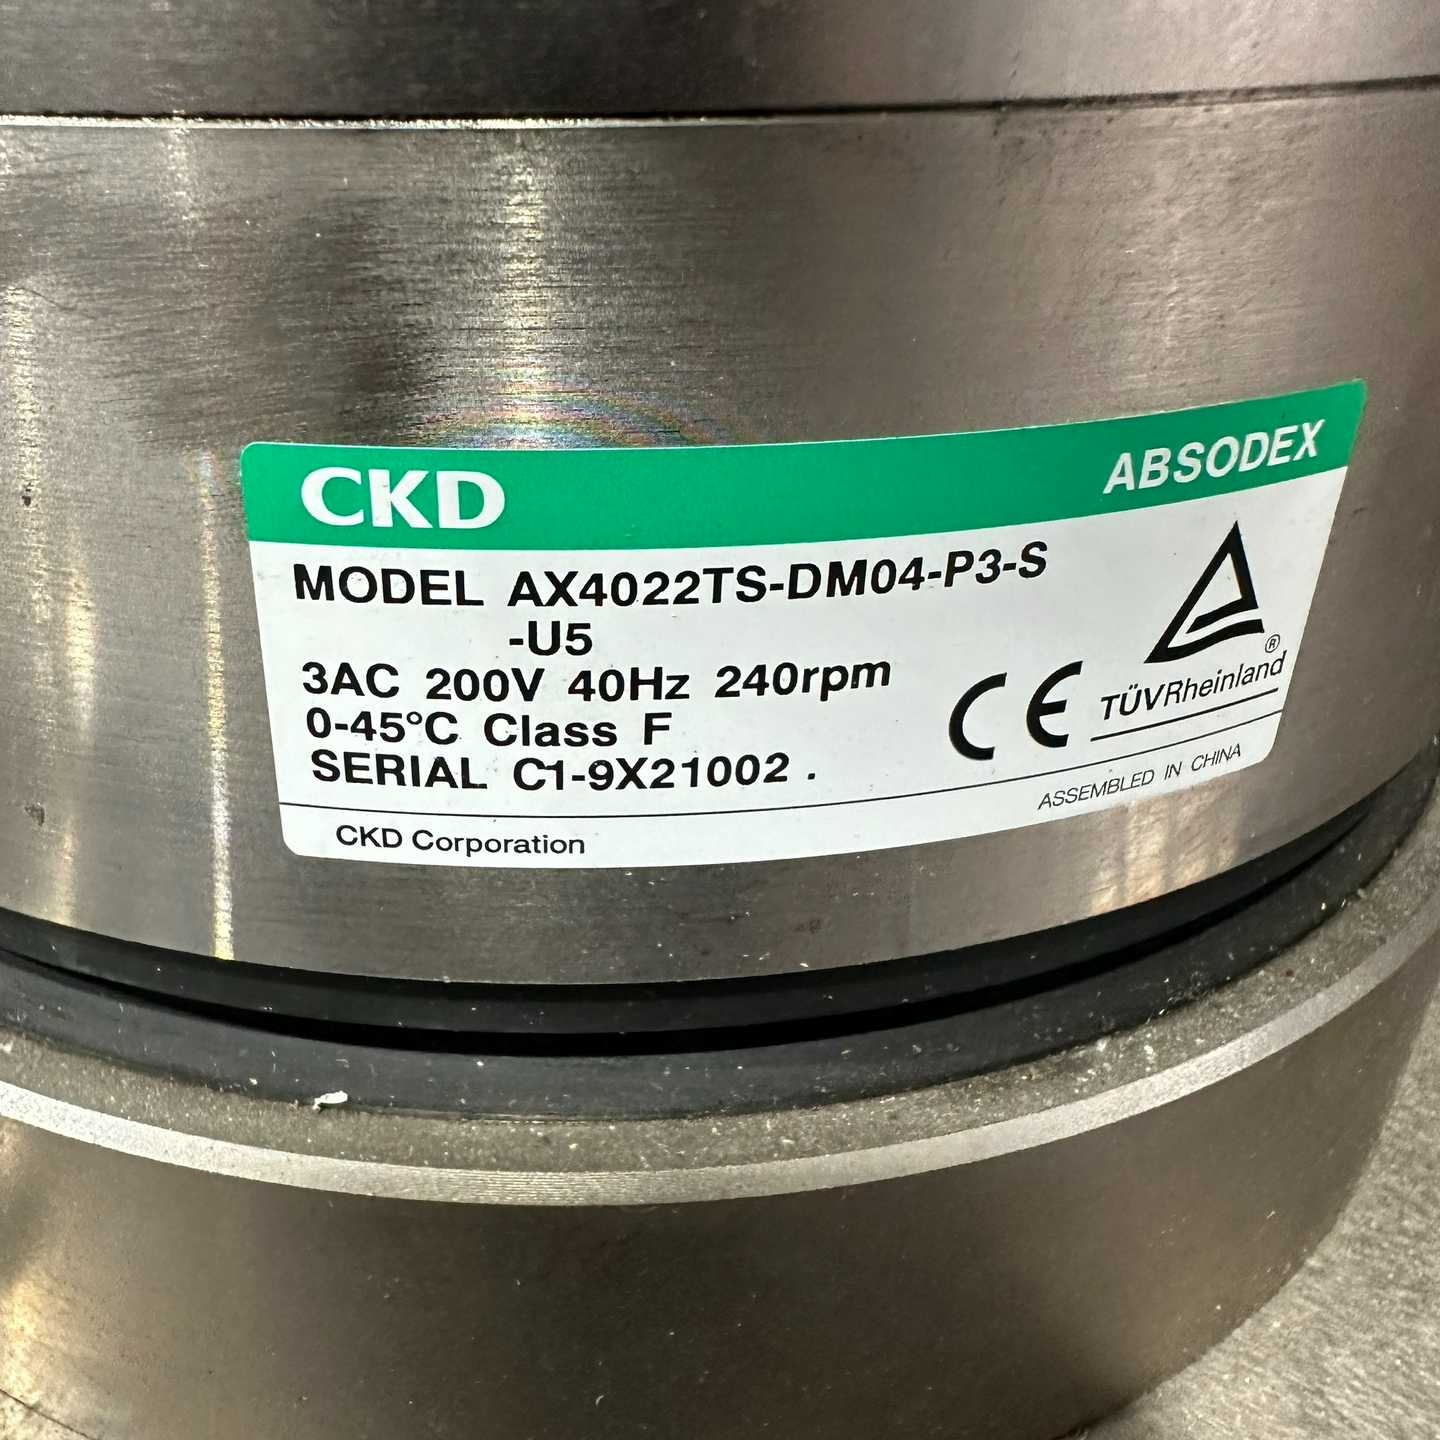 CKD ABSODEX
MODEL AX4022TS-DM04-P3-S
-U5
3AC 200V 40Hz 240rpm
0-45°C Class F
SERIAL C1-9X21002 .
CE
TÜVRheinland®
ASSEMBLED IN CHINA
CKD Corporation